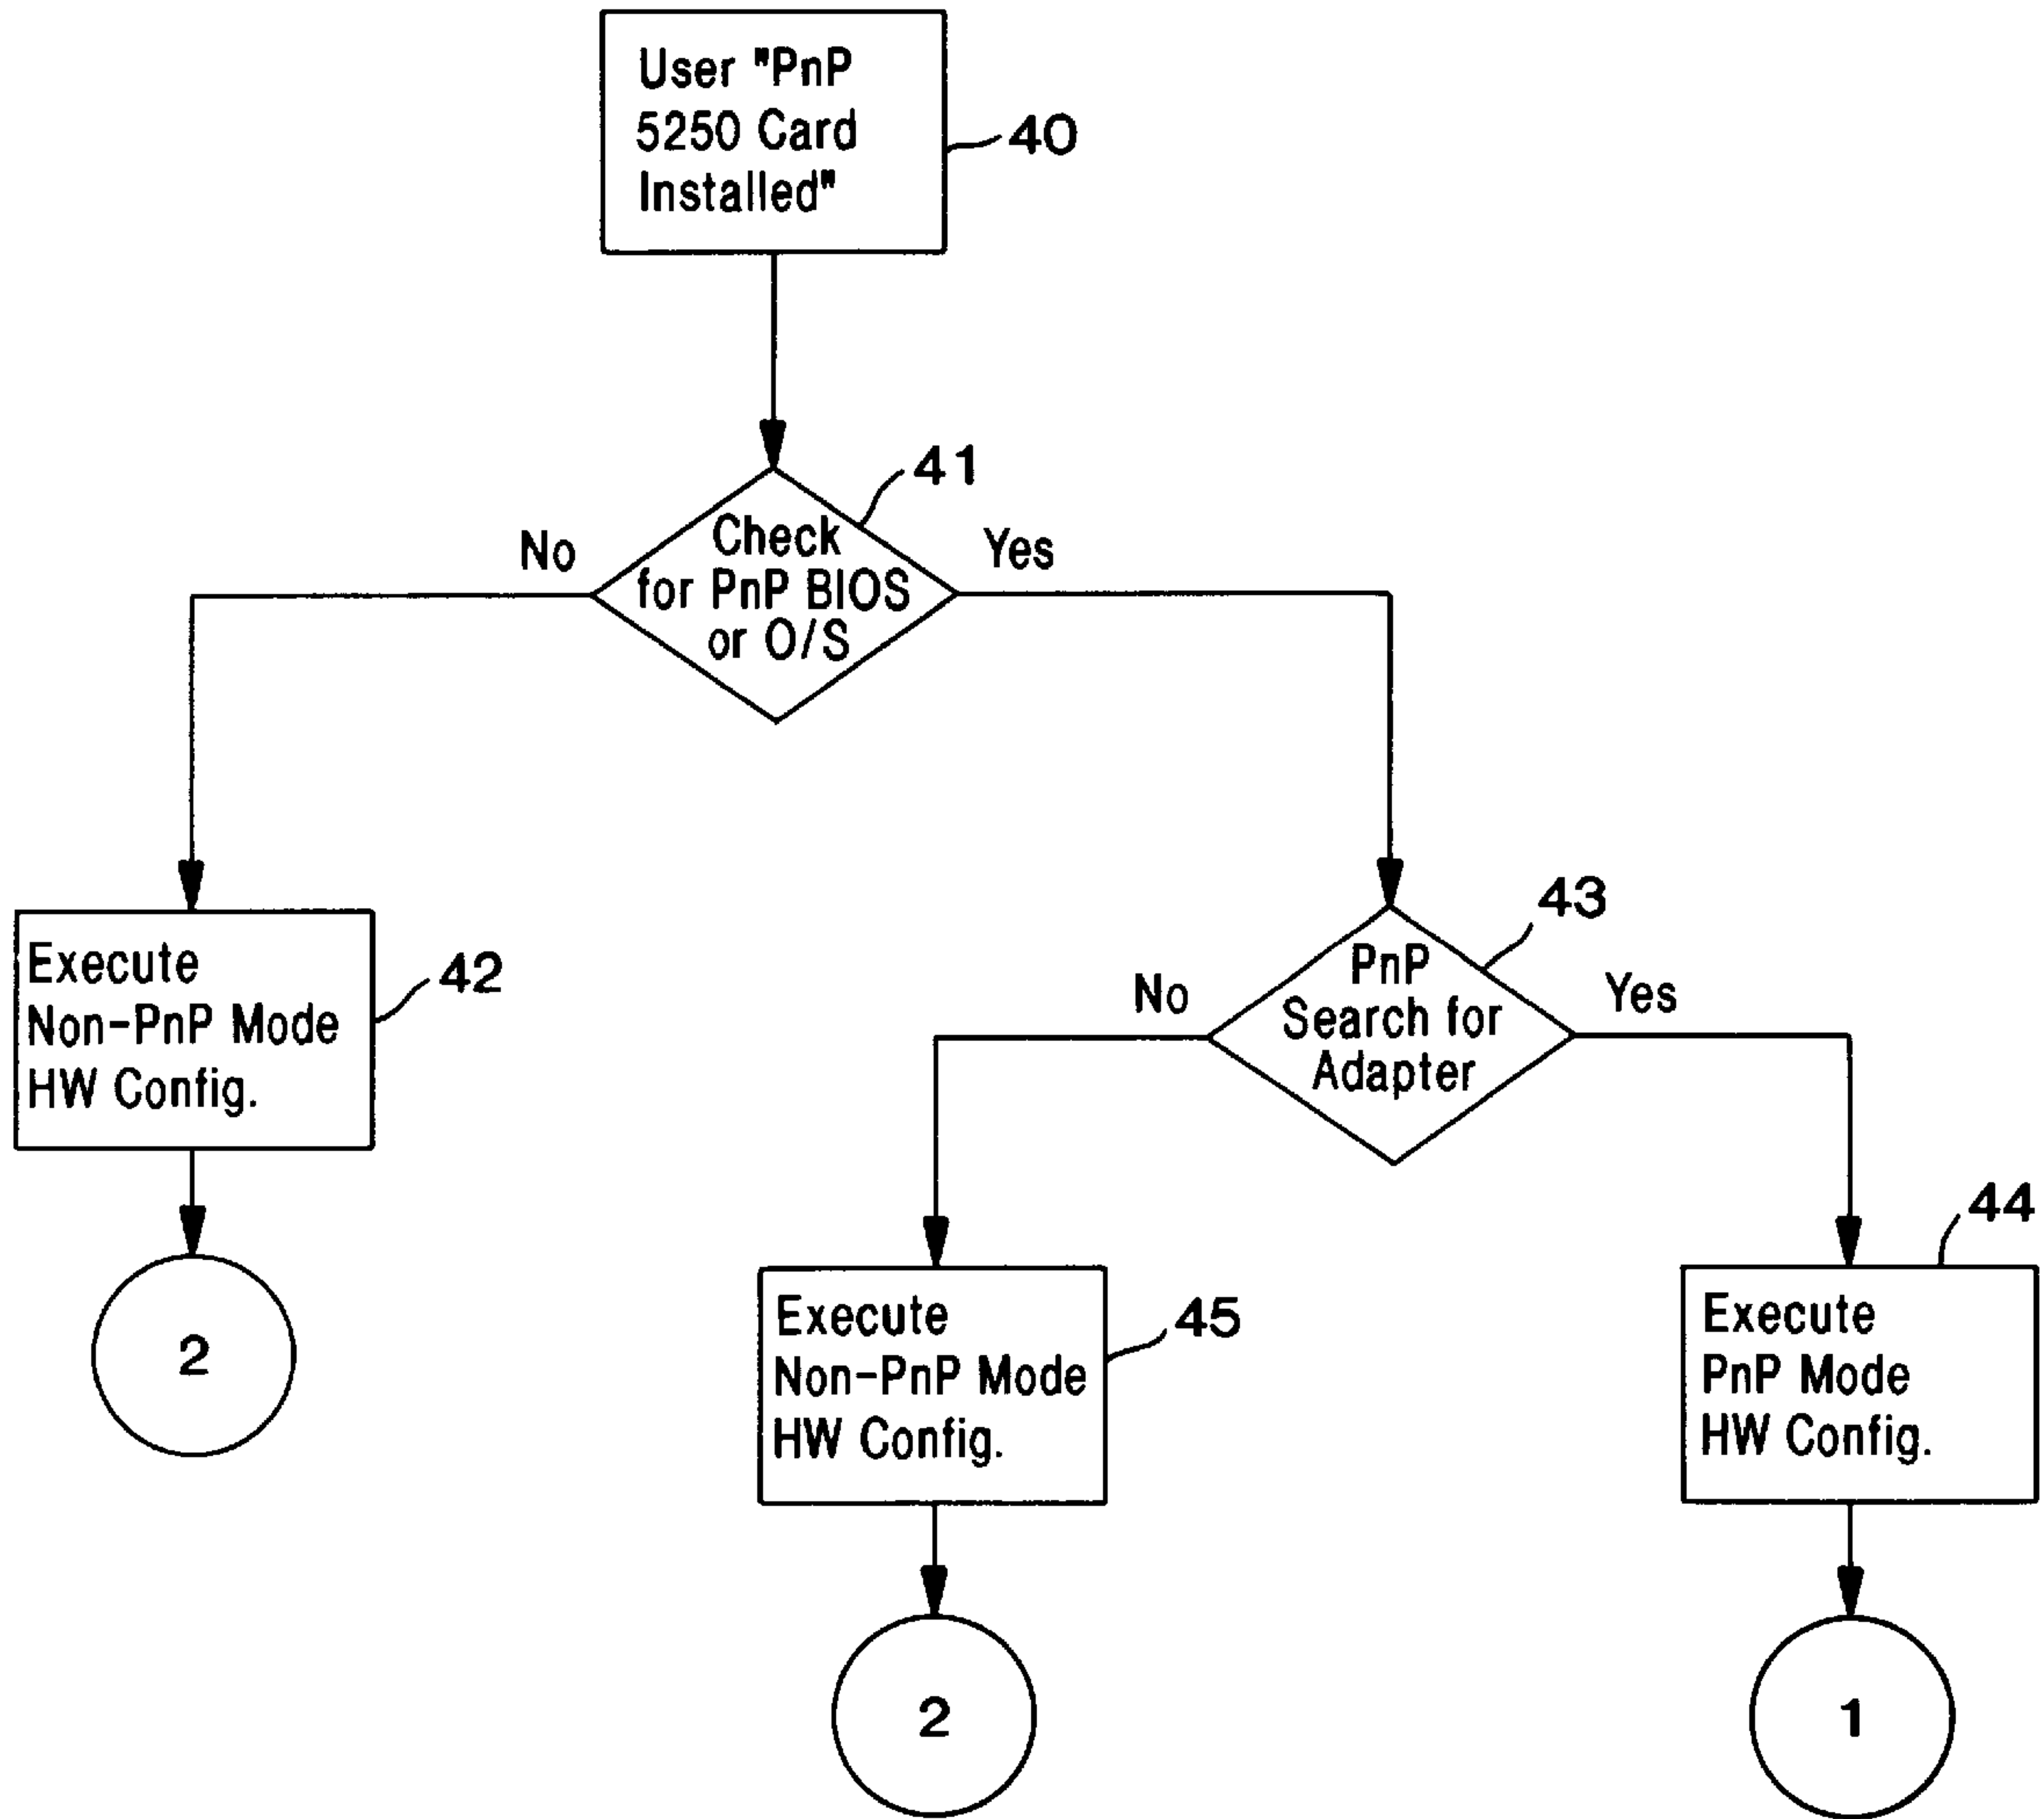 User "PnP
5250 Card
Installed"
40
41
Check
for PnP BIOS
or O/S
No
Yes
Execute
Non-PnP Mode
HW Config.
42
43
PnP
Search for
Adapter
No
Yes
2
Execute
Non-PnP Mode
HW Config.
45
44
Execute
PnP Mode
HW Config.
2
1